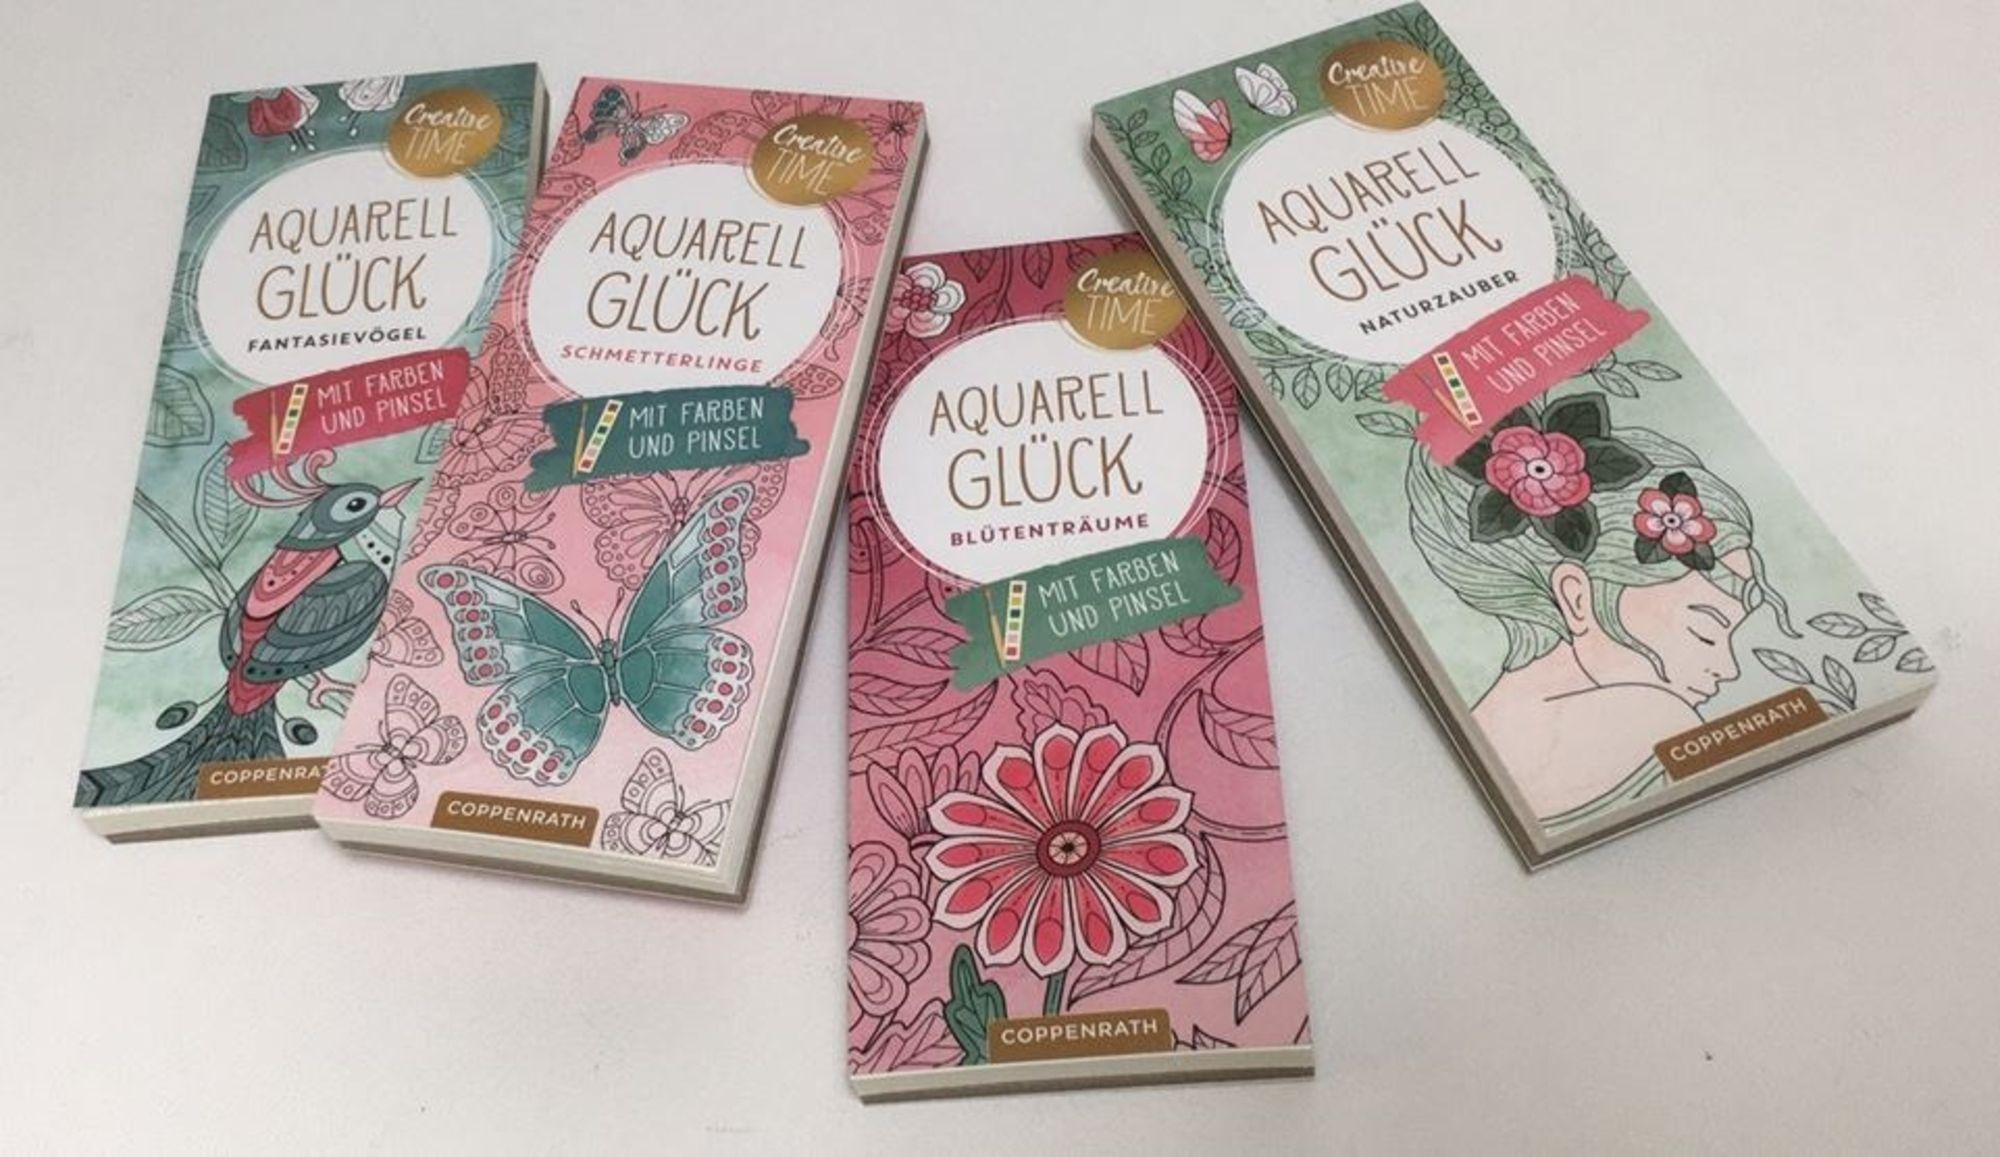 Creative
TIME
AQUARELL
GLÜCK
FANTASIEVÖGEL
MIT FARBEN
UND PINSEL
Creative
TIME
AQUARELL
GLÜCK
SCHMETTERLINGE
MIT FARBEN
UND PINSEL
COPPENRATH
Creative
TIME
AQUARELL
GLÜCK
BLÜTENTRÄUME
MIT FARBEN
UND PINSEL
COPPENRATH
Creative
TIME
AQUARELL
GLÜCK
NATURZAUBER
MIT FARBEN
UND PINSEL
COPPENRATH